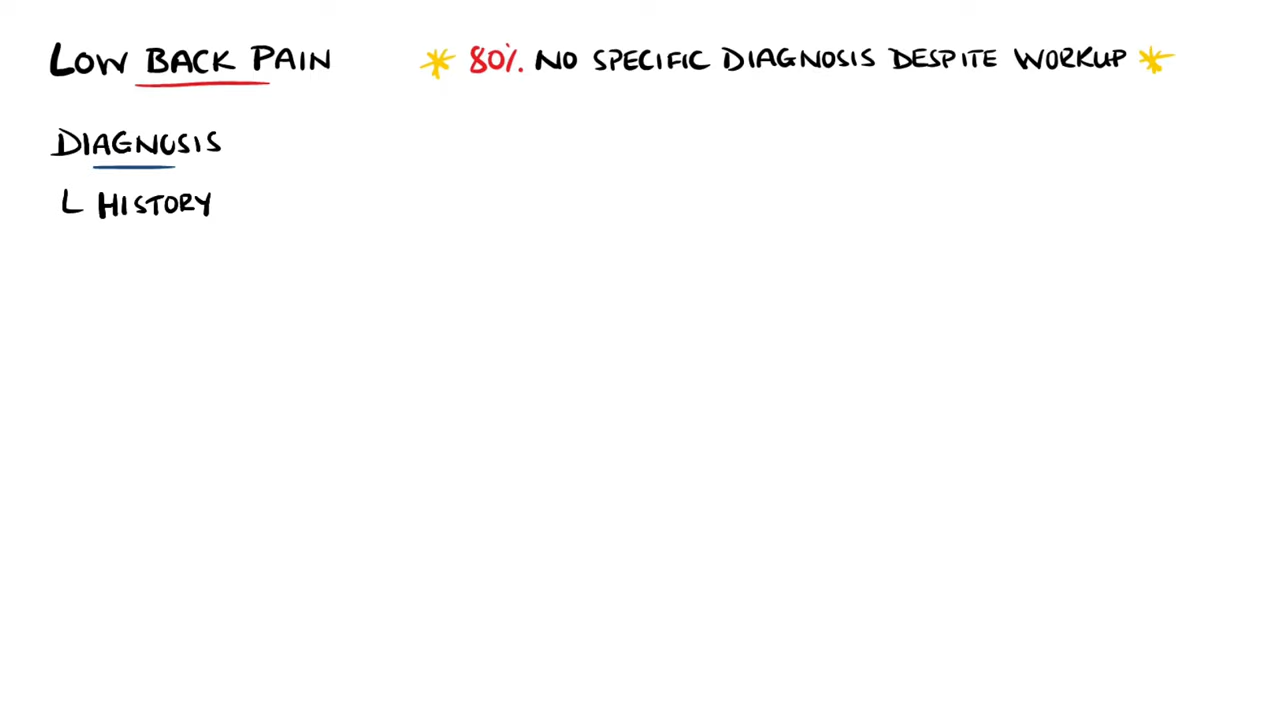 LOW BACK PAIN * 80% NO SPECIFIC DIAGNOSIS DESPITE WORKUP *
DIAGNOSIS
L HISTORY